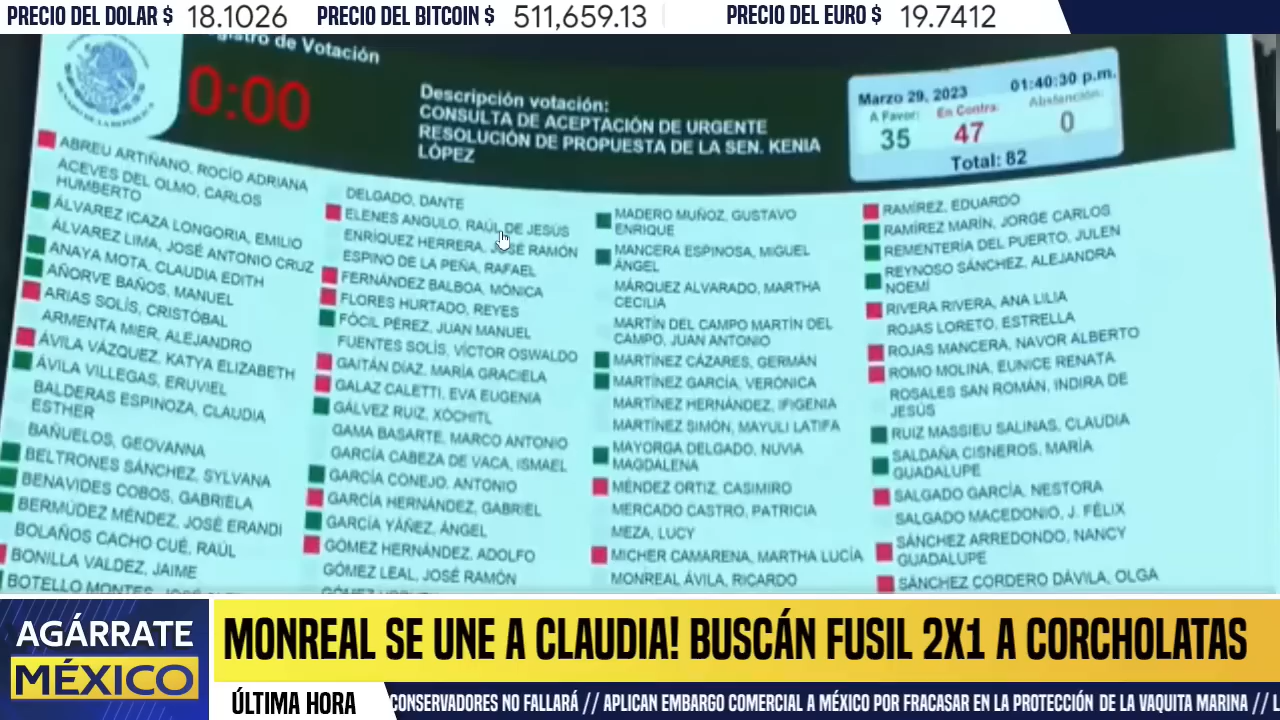 PRECIO DEL DOLAR $ 18.1026 PRECIO DEL BITCOIN $ 511,659.13 PRECIO DEL EURO $ 19.7412
de Votación
0:00
Descripción votación:
CONSULTA DE ACEPTACIÓN DE URGENTE
RESOLUCIÓN DE PROPUESTA DE LA SEN. KENIA
LÓPEZ
Marzo 29, 2023 01:40:30 p.m.
A Favor: En Contra: Abstención:
35 47 0
Total: 82
ABREU ARTIÑANO, ROCÍO ADRIANA
ACEVES DEL OLMO, CARLOS
HUMBERTO
ÁLVAREZ ICAZA LONGORIA, EMILIO
ÁLVAREZ LIMA, JOSÉ ANTONIO CRUZ
ANAYA MOTA, CLAUDIA EDITH
AÑORVE BAÑOS, MANUEL
ARIAS SOLÍS, CRISTÓBAL
ARMENTA MIER, ALEJANDRO
ÁVILA VÁZQUEZ, KATYA ELIZABETH
ÁVILA VILLEGAS, ERUVIEL
BALDERAS ESPINOZA, CLAUDIA
ESTHER
BAÑUELOS, GEOVANNA
BELTRONES SÁNCHEZ, SYLVANA
BENAVIDES COBOS, GABRIELA
BERMÚDEZ MÉNDEZ, JOSÉ ERANDI
BOLAÑOS CACHO CUÉ, RAÚL
BONILLA VALDEZ, JAIME
BOTELLO MONTES, JOSÉ
DELGADO, DANTE
ELENES ANGULO, RAÚL DE JESÚS
ENRÍQUEZ HERRERA, JOSÉ RAMÓN
ESPINO DE LA PEÑA, RAFAEL
FERNÁNDEZ BALBOA, MÓNICA
FLORES HURTADO, REYES
FÓCIL PÉREZ, JUAN MANUEL
FUENTES SOLÍS, VÍCTOR OSWALDO
GAITÁN DÍAZ, MARÍA GRACIELA
GALAZ CALETTI, EVA EUGENIA
GÁLVEZ RUIZ, XÓCHITL
GAMA BASARTE, MARCO ANTONIO
GARCÍA CABEZA DE VACA, ISMAEL
GARCÍA CONEJO, ANTONIO
GARCÍA HERNÁNDEZ, GABRIEL
GARCÍA YÁÑEZ, ÁNGEL
GÓMEZ HERNÁNDEZ, ADOLFO
GÓMEZ LEAL, JOSÉ RAMÓN
MADERO MUÑOZ, GUSTAVO
ENRIQUE
MANCERA ESPINOSA, MIGUEL
ÁNGEL
MÁRQUEZ ALVARADO, MARTHA
CECILIA
MARTÍN DEL CAMPO MARTÍN DEL
CAMPO, JUAN ANTONIO
MARTÍNEZ CÁZARES, GERMÁN
MARTÍNEZ GARCÍA, VERÓNICA
MARTÍNEZ HERNÁNDEZ, IFIGENIA
MARTÍNEZ SIMÓN, MAYULI LATIFA
MAYORGA DELGADO, NUVIA
MAGDALENA
MÉNDEZ ORTIZ, CASIMIRO
MERCADO CASTRO, PATRICIA
MEZA, LUCY
MICHER CAMARENA, MARTHA LUCÍA
MONREAL ÁVILA, RICARDO
RAMÍREZ, EDUARDO
RAMÍREZ MARÍN, JORGE CARLOS
REMENTERÍA DEL PUERTO, JULEN
REYNOSO SÁNCHEZ, ALEJANDRA
NOEMÍ
RIVERA RIVERA, ANA LILIA
ROJAS LORETO, ESTRELLA
ROJAS MANCERA, NAVOR ALBERTO
ROMO MOLINA, EUNICE RENATA
ROSALES SAN ROMÁN, INDIRA DE
JESÚS
RUIZ MASSIEU SALINAS, CLAUDIA
SALDAÑA CISNEROS, MARÍA
GUADALUPE
SALGADO GARCÍA, NESTORA
SALGADO MACEDONIO, J. FÉLIX
SÁNCHEZ ARREDONDO, NANCY
GUADALUPE
SÁNCHEZ CORDERO DÁVILA, OLGA
AGÁRRATE
MÉXICO
MONREAL SE UNE A CLAUDIA! BUSCÁN FUSIL 2X1 A CORCHOLATAS
ÚLTIMA HORA
CONSERVADORES NO FALLARÁ // APLICAN EMBARGO COMERCIAL A MÉXICO POR FRACASAR EN LA PROTECCIÓN DE LA VAQUITA MARINA //